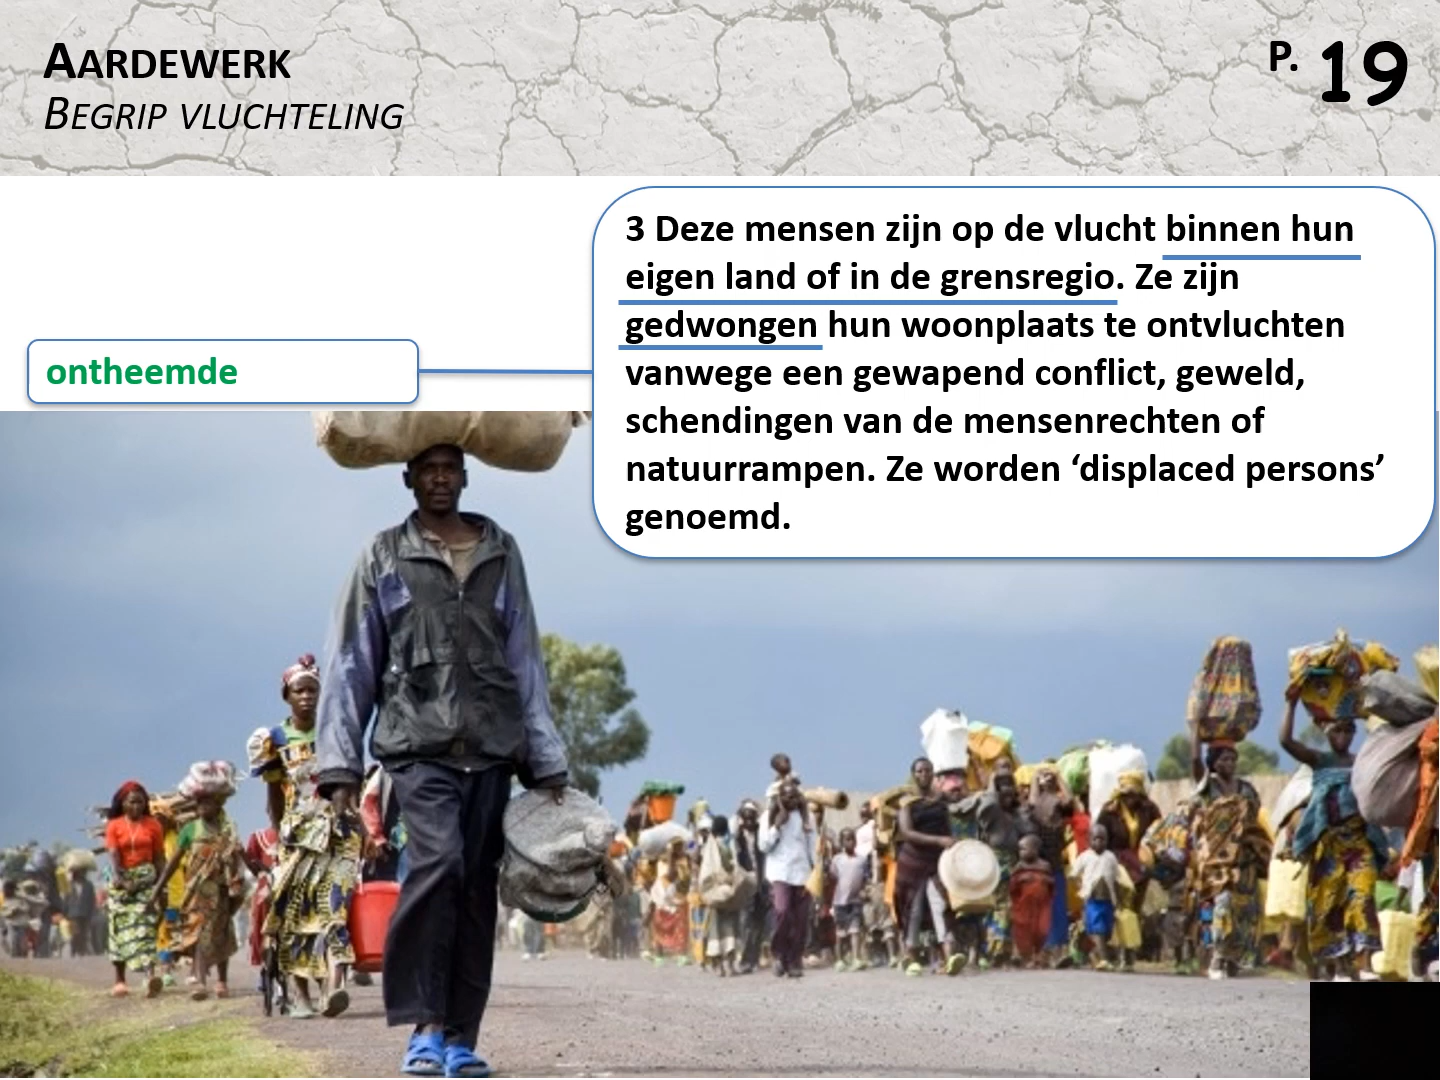 AARDEWERK
BEGRIP VLUCHTELING
P. 19
3 Deze mensen zijn op de vlucht binnen hun
eigen land of in de grensregio. Ze zijn
gedwongen hun woonplaats te ontvluchten
vanwege een gewapend conflict, geweld,
schendingen van de mensenrechten of
natuurrampen. Ze worden ‘displaced persons’
genoemd.
ontheemde